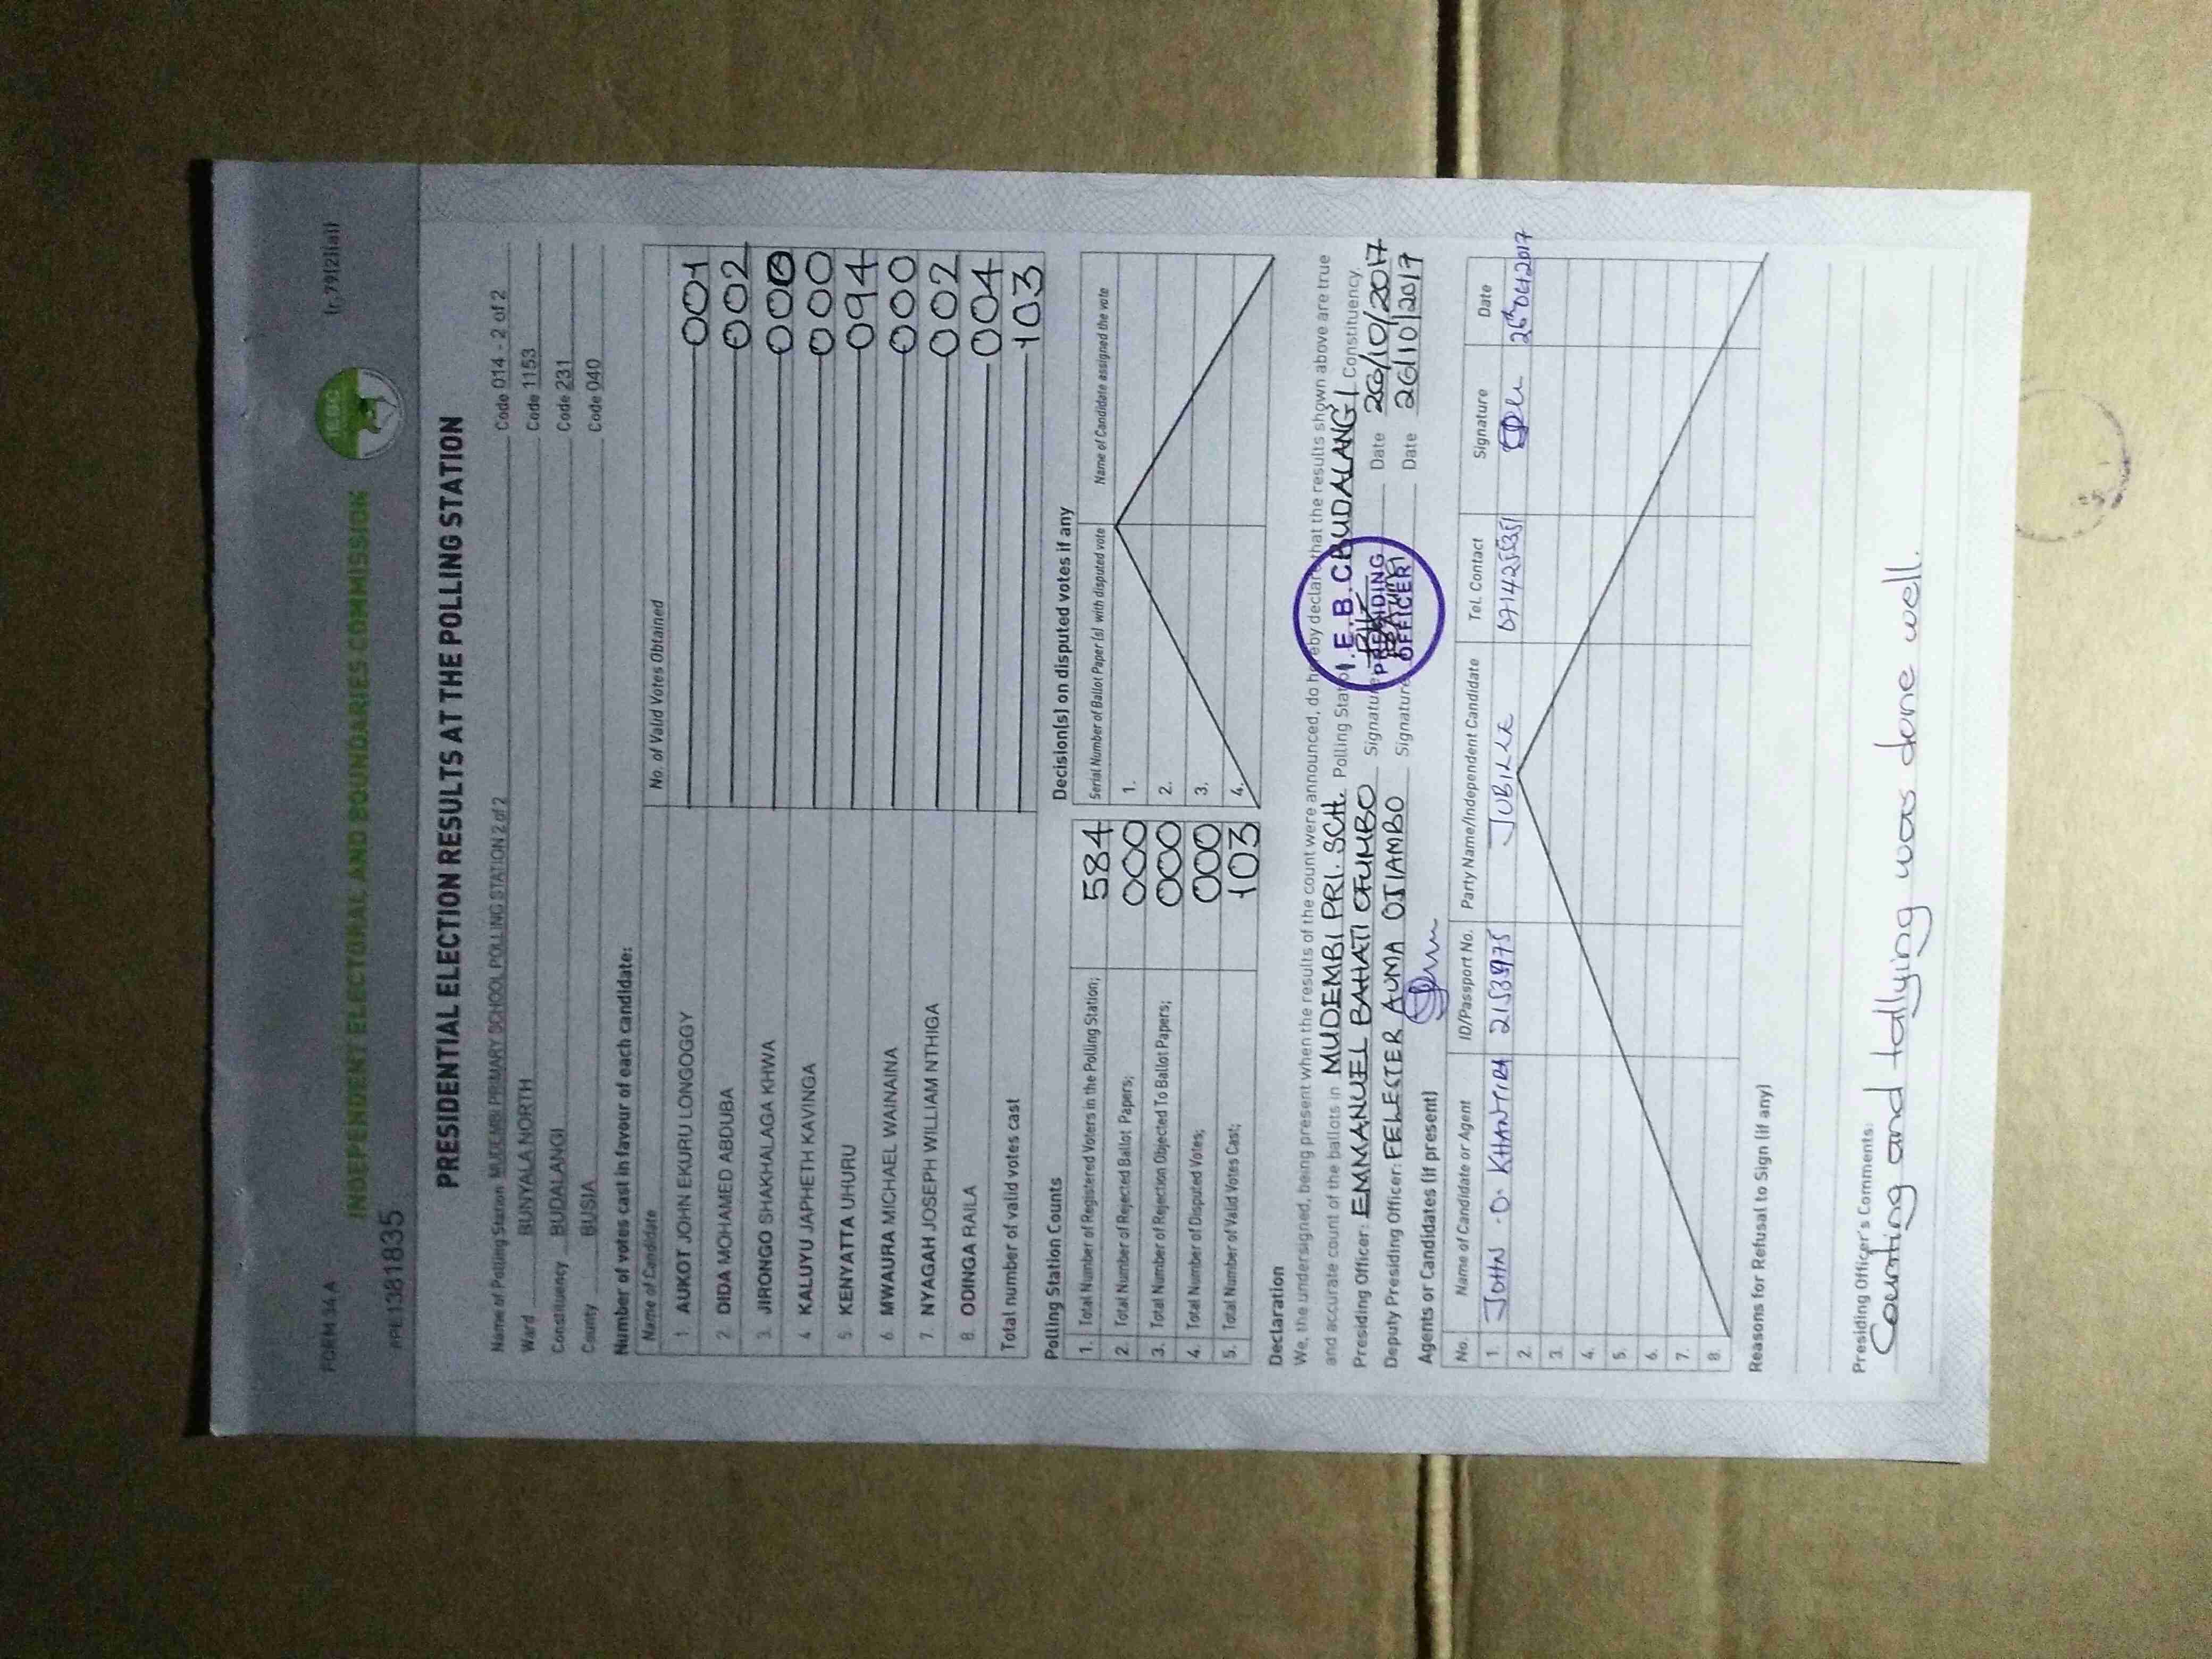 FORM 34 A (r. 79(2)(a))
INDEPENDENT ELECTORAL AND BOUNDARIES COMMISSION
IEBC
APE1381835
PRESIDENTIAL ELECTION RESULTS AT THE POLLING STATION
Name of Polling Station MUDEMBI PRIMARY SCHOOL POLLING STATION 2 of 2 Code 014 - 2 of 2
Ward BUNYALA NORTH Code 1153
Constituency BUDALANGI Code 231
County BUSIA Code 040
Number of votes cast in favour of each candidate:
Name of Candidate No. of Valid Votes Obtained
1. AUKOT JOHN EKURU LONGOGGY 001
2. DIDA MOHAMED ABDUBA 002
3. JIRONGO SHAKHALAGA KHWA 000
4. KALUYU JAPHETH KAVINGA 000
5. KENYATTA UHURU 094
6. MWAURA MICHAEL WAINAINA 000
7. NYAGAH JOSEPH WILLIAM NTHIGA 002
8. ODINGA RAILA 004
Total number of valid votes cast 103
Polling Station Counts
1. Total Number of Registered Voters in the Polling Station; 584
2. Total Number of Rejected Ballot Papers; 000
3. Total Number of Rejection Objected To Ballot Papers; 000
4. Total Number of Disputed Votes; 000
5. Total Number of Valid Votes Cast; 103
Decision(s) on disputed votes if any
Serial Number of Ballot Paper (s) with disputed vote Name of Candidate assigned the vote
1.
2.
3.
4.
Declaration
We, the undersigned, being present when the results of the count were announced, do hereby declare that the results shown above are true
and accurate count of the ballots in MUDEMBI PRI. SCH. Polling Station BUDALANGI Constituency.
Presiding Officer: EMMANUEL BAHATI OFUMBO Signature Date 26/10/2017
Deputy Presiding Officer: FELESTER AUMA OJIAMBO Signature Date 26/10/2017
I.E.B.C
PRESIDING
OFFICER
Agents or Candidates (if present)
No. Name of Candidate or Agent ID/Passport No. Party Name/Independent Candidate Tel. Contact Signature Date
1. JOHN O. 2153975 JUBILEE 26th Oct 2017
2.
3.
4.
5.
6.
7.
8.
Reasons for Refusal to Sign (if any)
Presiding Officer's Comments:
Counting and tallying was done well.